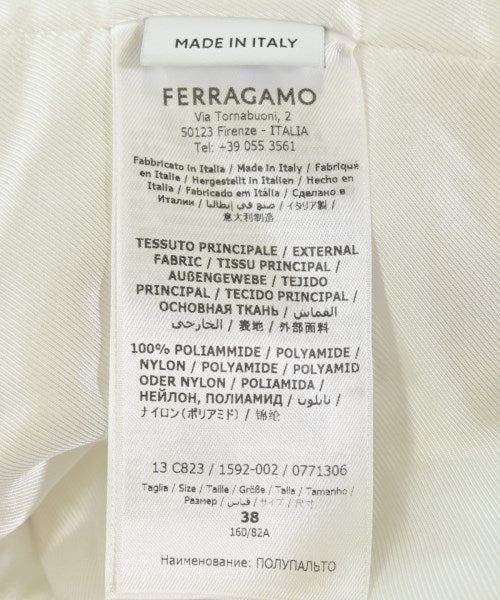 MADE IN ITALY
FERRAGAMO
Via Tornabuoni, 2
50123 Firenze - ITALIA
Tel: +39 055 3561
Fabbricato in Italia / Made in Italy / Fabriqué
en Italie / Hergestellt in Italien / Hecho en
Italia / Fabricado em Itália / Сделано в
Италии / صنع في إيطاليا / イタリア製 /
意大利制造
TESSUTO PRINCIPALE / EXTERNAL
FABRIC / TISSU PRINCIPAL /
AUßENGEWEBE / TEJIDO
PRINCIPAL / TECIDO PRINCIPAL /
ОСНОВНАЯ ТКАНЬ / القماش
الخارجي / 表地 / 外部面料
100% POLIAMMIDE / POLYAMIDE /
NYLON / POLYAMIDE / POLYAMID
ODER NYLON / POLIAMIDA /
НЕЙЛОН, ПОЛИАМИД / نايلون /
ナイロン(ポリアミド) / 锦纶
13 C823 / 1592-002 / 0771306
Taglia / Size / Taille / Größe / Talla / Tamanho /
Размер / قياس / サイズ / 尺寸
38
160/82A
Наименование: ПОЛУПАЛЬТО